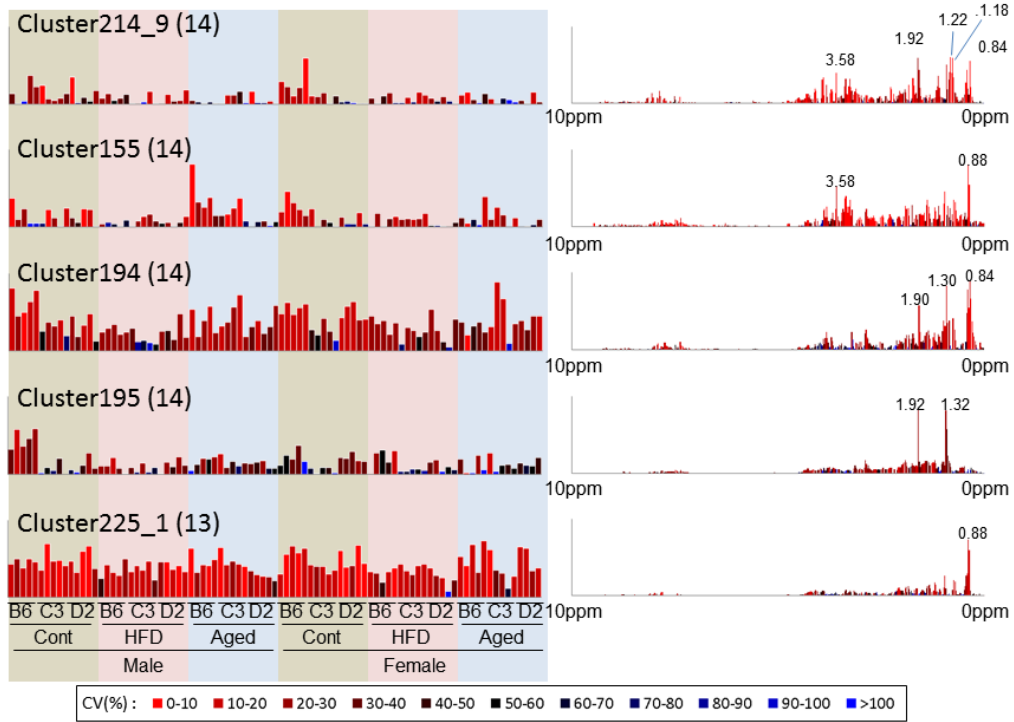 Cluster214_9 (14)
3.58 1.92 1.22 1.18 0.84
10ppm 0ppm
Cluster155 (14)
3.58 0.88
10ppm 0ppm
Cluster194 (14)
1.90 1.30 0.84
10ppm 0ppm
Cluster195 (14)
1.92 1.32
10ppm 0ppm
Cluster225_1 (13)
0.88
10ppm 0ppm
B6 C3 D2 B6 C3 D2 B6 C3 D2 B6 C3 D2 B6 C3 D2 B6 C3 D2
Cont HFD Aged Cont HFD Aged
Male Female
CV(%) : 0-10 10-20 20-30 30-40 40-50 50-60 60-70 70-80 80-90 90-100 >100